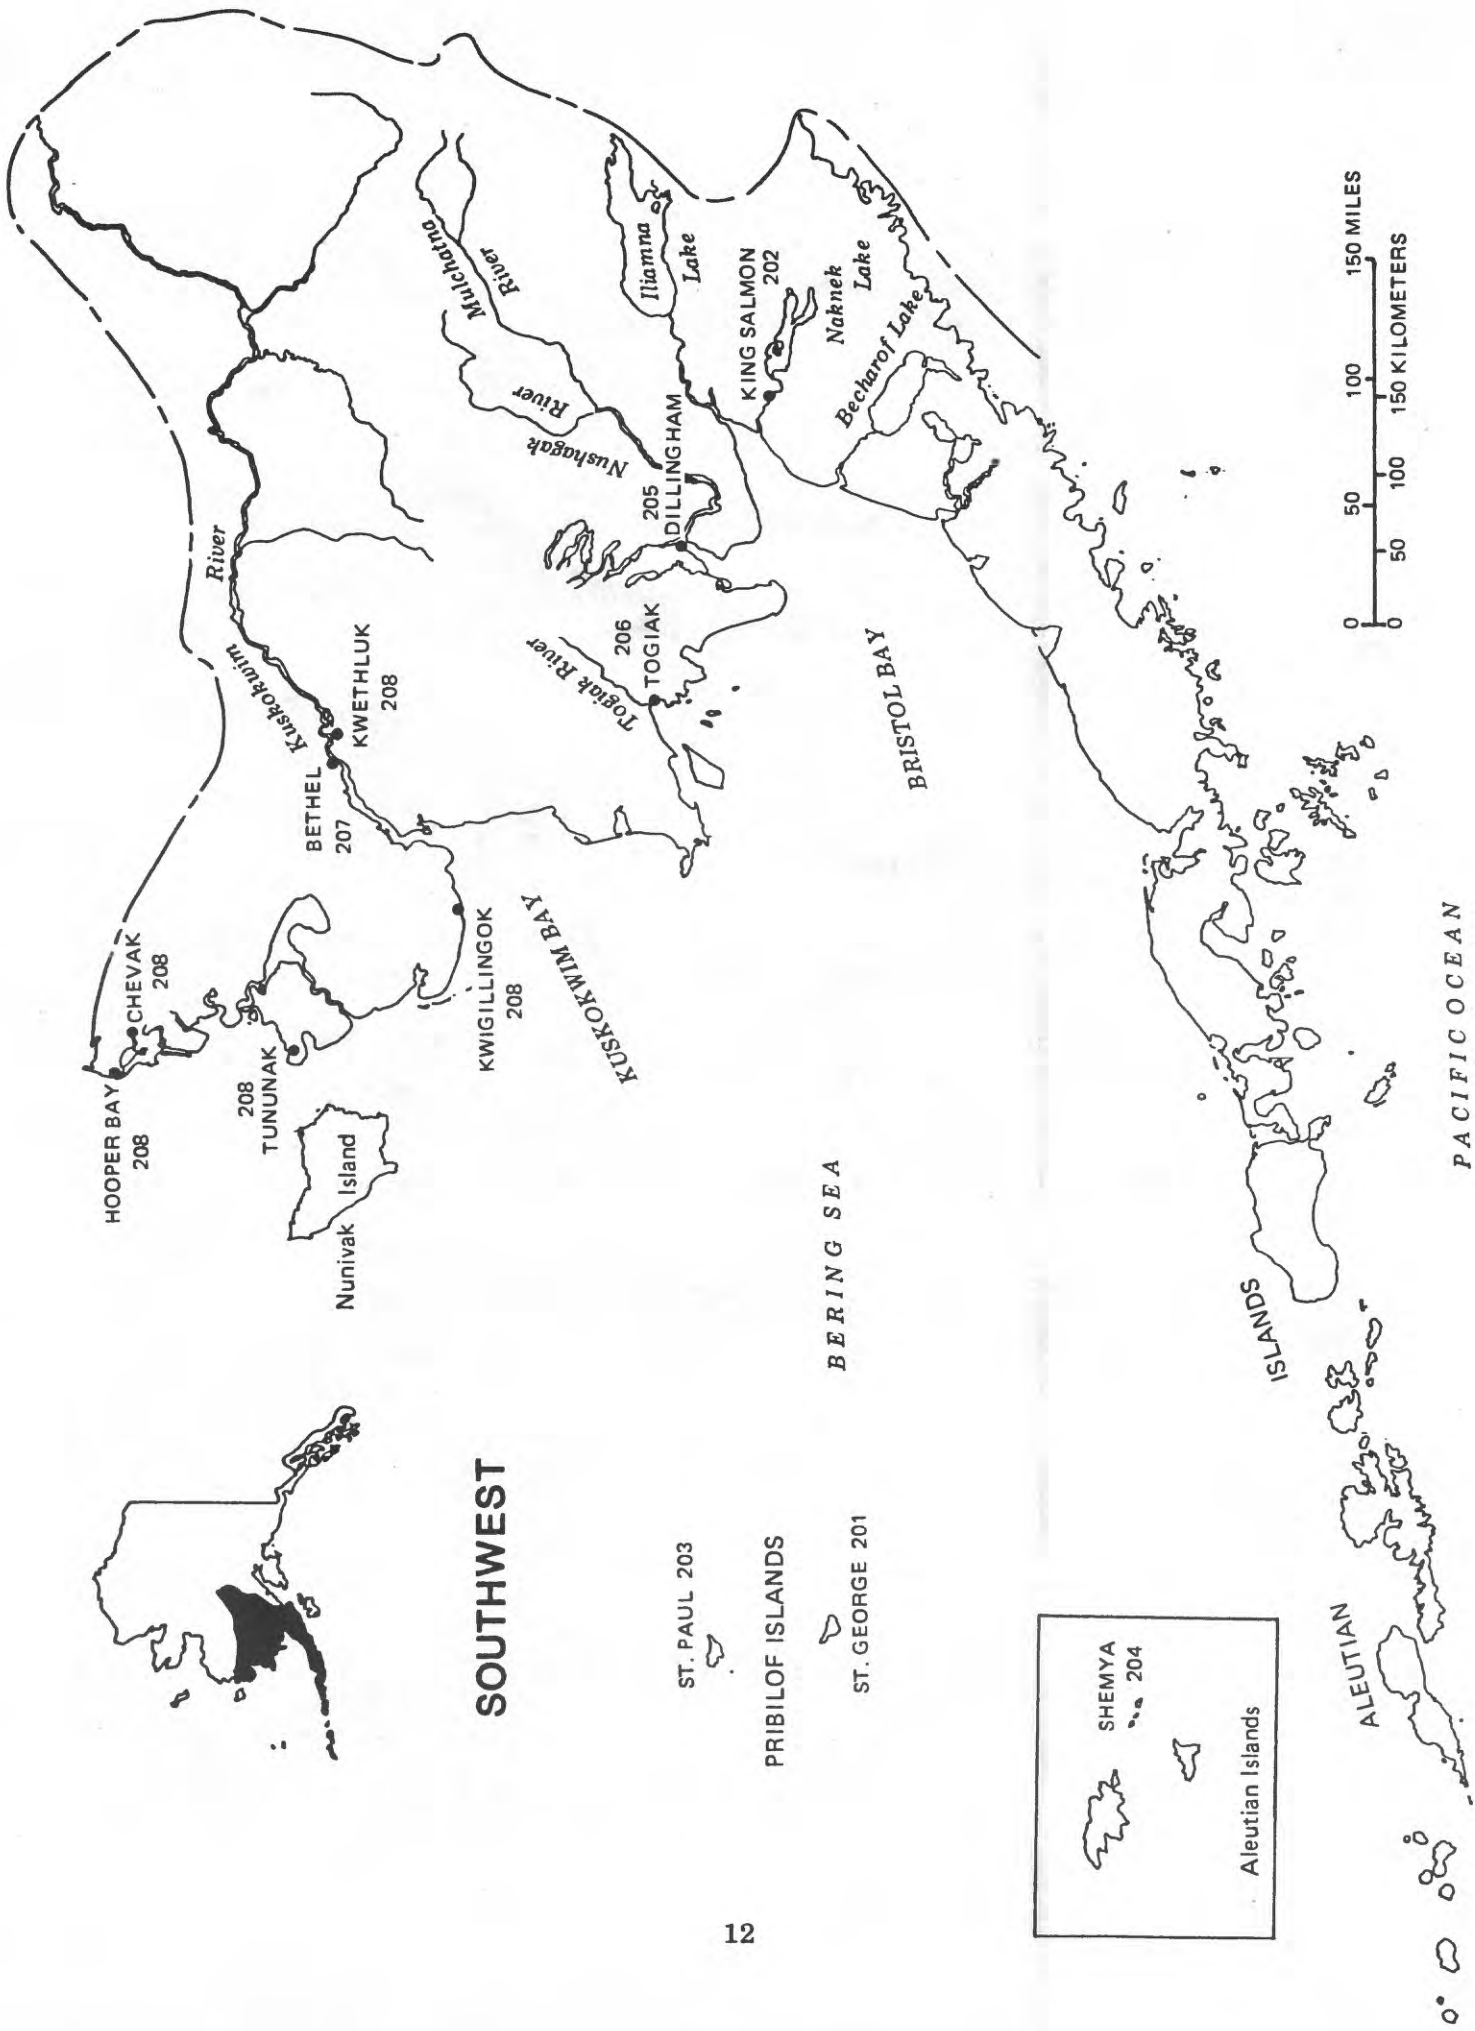 SOUTHWEST
HOOPER BAY
208
CHEVAK
208
208
TUNUNAK
Nunivak Island
KWIGILLINGOK
208
KUSKOKWIM BAY
BETHEL
207
KWETHLUK
208
Kuskokwim
River
Togiak River
206
TOGIAK
205
DILLINGHAM
Nushagak
River
Mulchatna
River
Iliamna
Lake
KING SALMON
202
Naknek
Lake
Becharof Lake
BRISTOL BAY
BERING SEA
ST. PAUL 203
PRIBILOF ISLANDS
ST. GEORGE 201
SHEMYA
204
Aleutian Islands
ALEUTIAN
ISLANDS
PACIFIC OCEAN
0 50 100 150 MILES
0 50 100 150 KILOMETERS
12